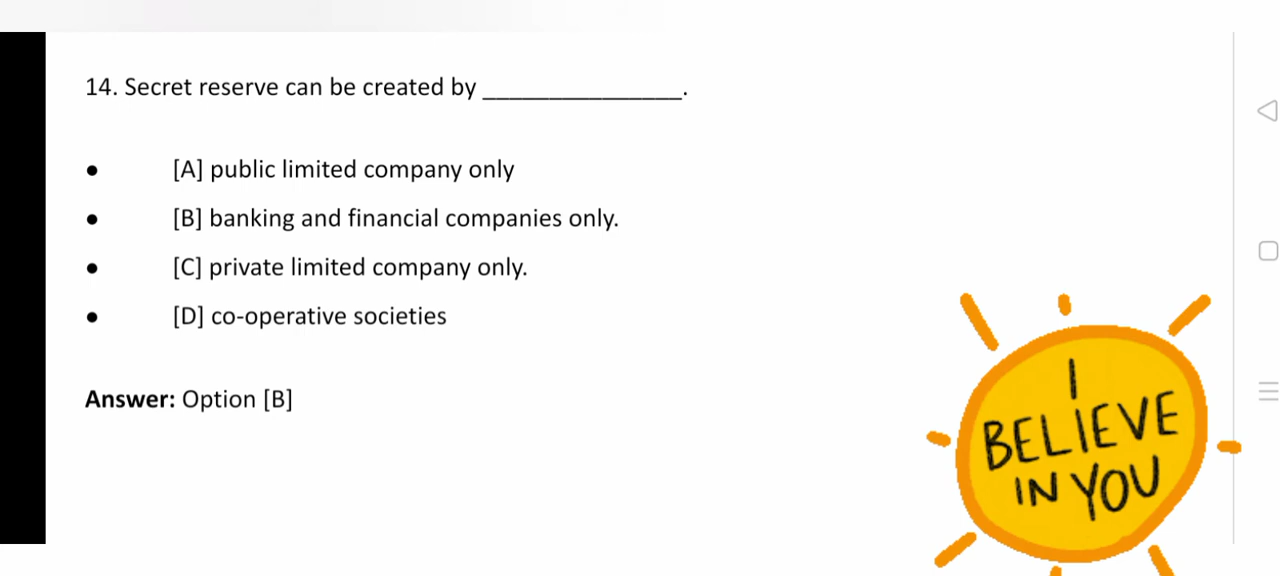 14. Secret reserve can be created by _______________.
● [A] public limited company only
● [B] banking and financial companies only.
● [C] private limited company only.
● [D] co-operative societies
Answer: Option [B]
I
BELIEVE
IN YOU